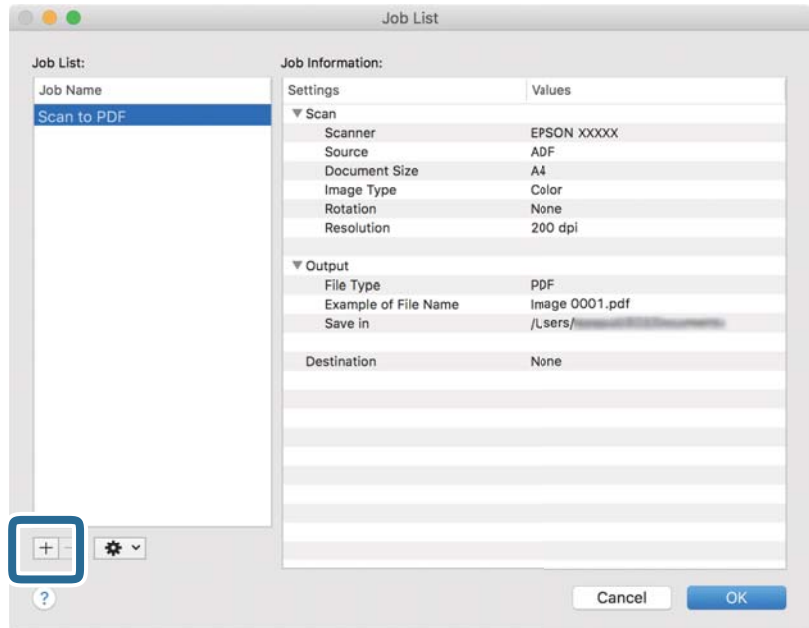 Job List
Job List:
Job Information:
Job Name
Scan to PDF
Settings Values
▼ Scan
Scanner EPSON XXXXX
Source ADF
Document Size A4
Image Type Color
Rotation None
Resolution 200 dpi
▼ Output
File Type PDF
Example of File Name Image 0001.pdf
Save in /Users/
Destination None
+ −
?
Cancel OK